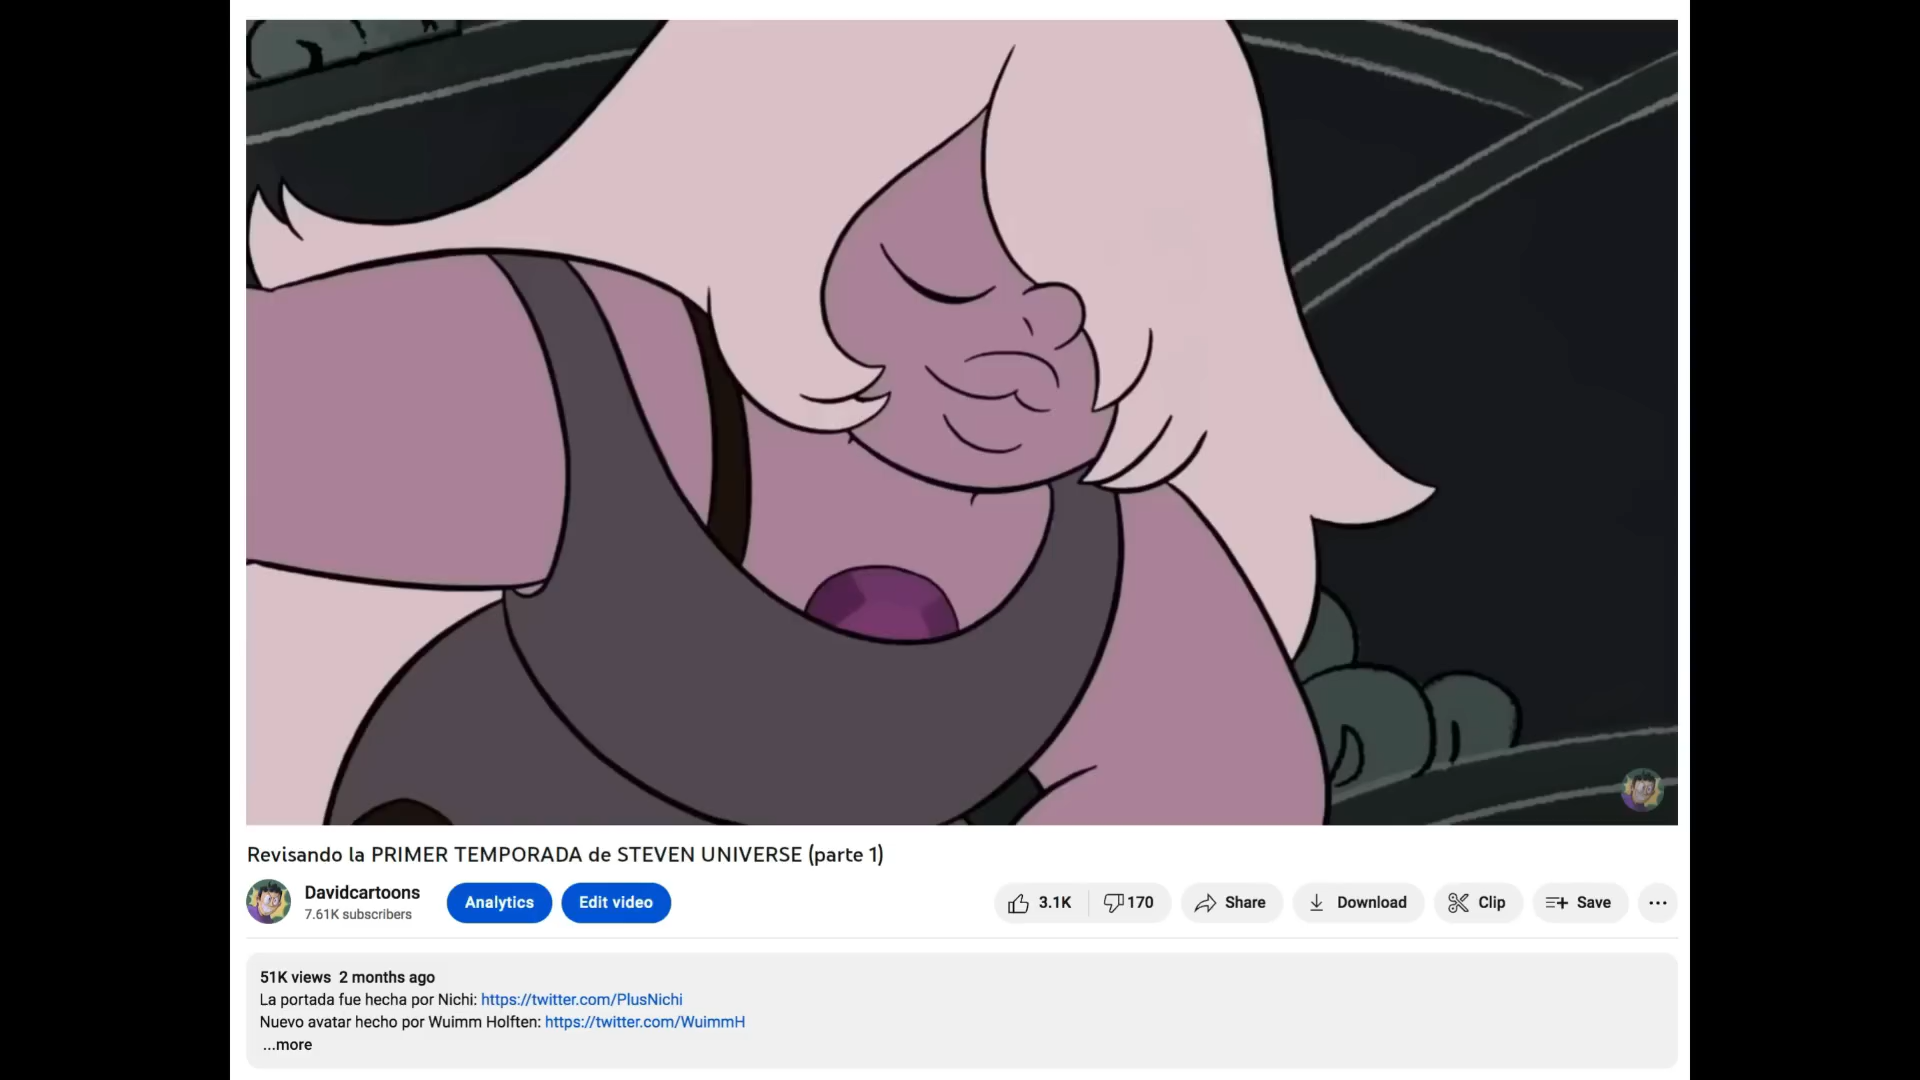 Revisando la PRIMER TEMPORADA de STEVEN UNIVERSE (parte 1)
Davidcartoons
7.61K subscribers
Analytics
Edit video
3.1K
170
Share
Download
Clip
Save
51K views 2 months ago
La portada fue hecha por Nichi: https://twitter.com/PlusNichi
Nuevo avatar hecho por Wuimm Holften: https://twitter.com/WuimmH
...more